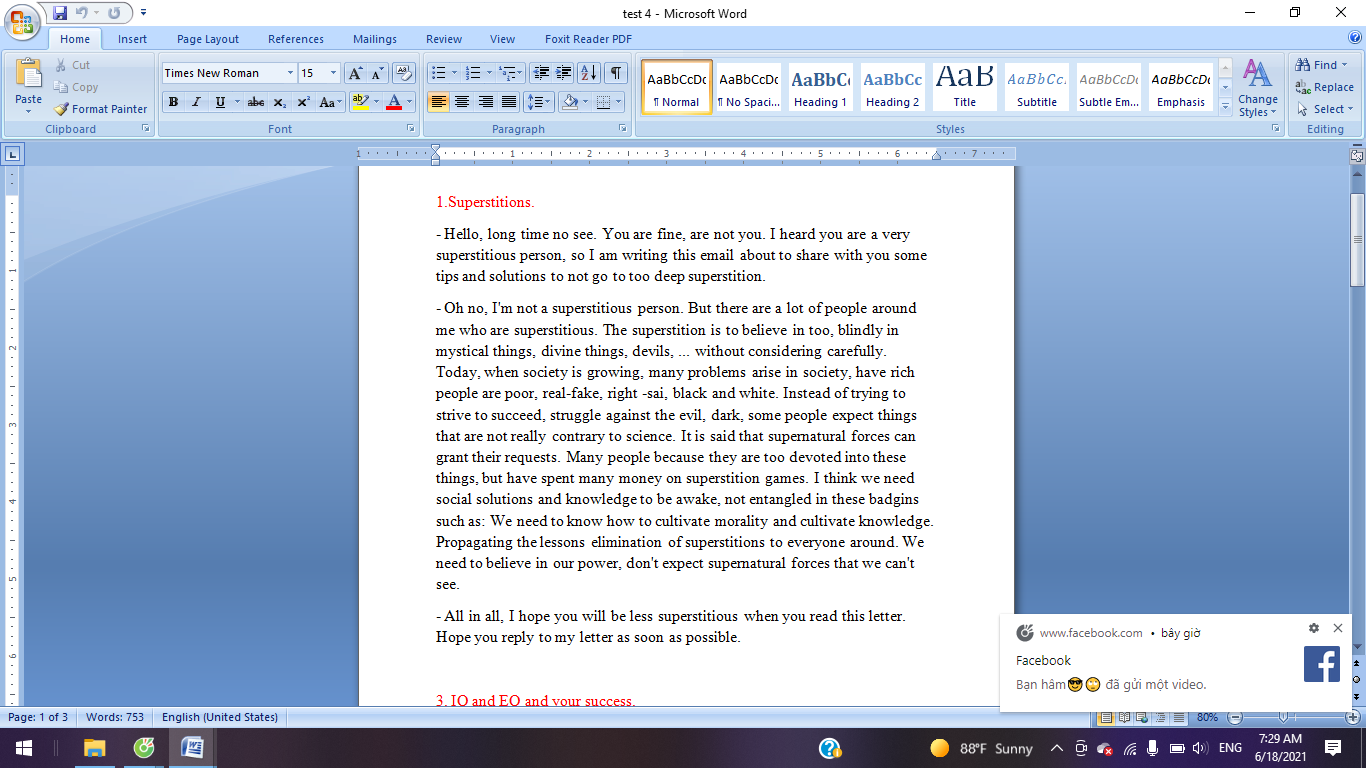 test 4 - Microsoft Word
Home Insert Page Layout References Mailings Review View Foxit Reader PDF
Paste
Cut
Copy
Format Painter
Clipboard
Times New Roman 15
B I U abc X₂ X² Aa
Font
Paragraph
AaBbCcDc AaBbCcDc AaBbC AaBbCc AaB AaBbCc. AaBbCcDc AaBbCcDc
¶ Normal ¶ No Spaci... Heading 1 Heading 2 Title Subtitle Subtle Em... Emphasis
Change Styles
Styles
Find
Replace
Select
Editing
1 1 2 3 4 5 6 7
1.Superstitions.
- Hello, long time no see. You are fine, are not you. I heard you are a very
superstitious person, so I am writing this email about to share with you some
tips and solutions to not go to too deep superstition.
- Oh no, I'm not a superstitious person. But there are a lot of people around
me who are superstitious. The superstition is to believe in too, blindly in
mystical things, divine things, devils, ... without considering carefully.
Today, when society is growing, many problems arise in society, have rich
people are poor, real-fake, right -sai, black and white. Instead of trying to
strive to succeed, struggle against the evil, dark, some people expect things
that are not really contrary to science. It is said that supernatural forces can
grant their requests. Many people because they are too devoted into these
things, but have spent many money on superstition games. I think we need
social solutions and knowledge to be awake, not entangled in these badgins
such as: We need to know how to cultivate morality and cultivate knowledge.
Propagating the lessons elimination of superstitions to everyone around. We
need to believe in our power, don't expect supernatural forces that we can't
see.
- All in all, I hope you will be less superstitious when you read this letter.
Hope you reply to my letter as soon as possible.
3. IQ and EQ and your success.
www.facebook.com • bây giờ
Facebook
Bạn hâm😎🙄 đã gửi một video.
Page: 1 of 3 Words: 753 English (United States) 80%
88°F Sunny ENG 7:29 AM
6/18/2021